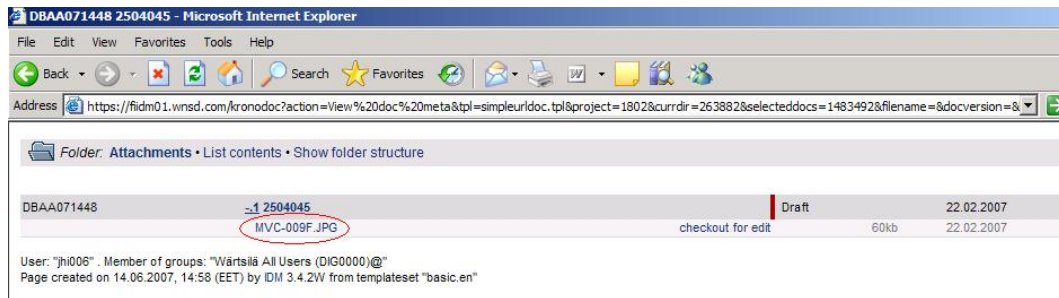 DBAA071448 2504045 - Microsoft Internet Explorer
File Edit View Favorites Tools Help
Back Search Favorites
Address https://fiidm01.wnsd.com/kronodoc?action=View%20doc%20meta&tpl=simpleurldoc.tpl&project=1802&currdir=263882&selecteddocs=1483492&filename=&docversion=&
Folder: Attachments • List contents • Show folder structure
DBAA071448 -.1 2504045 Draft 22.02.2007
MVC-009F.JPG checkout for edit 60kb 22.02.2007
User: "jhi006" . Member of groups: "Wärtsilä All Users (DIG0000)@"
Page created on 14.06.2007, 14:58 (EET) by IDM 3.4.2W from templateset "basic.en"